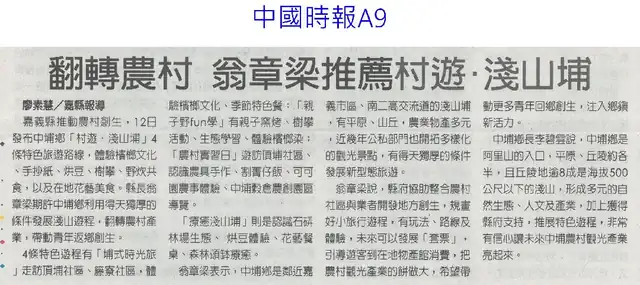 中國時報A9
翻轉農村 翁章梁推薦村遊‧淺山埔
廖素慧／嘉縣報導
嘉義縣推動農村創生，12日
發布中埔鄉「村遊‧淺山埔」4
條特色旅遊路線，體驗檳榔文化
、手抄紙、烘豆、樹攀、野炊共
食，以及在地花藝美食。縣長翁
章梁期許中埔鄉利用得天獨厚的
條件發展淺山遊程，翻轉農村產
業，帶動青年返鄉創生。
4條特色遊程有「埔式時光旅
」走訪頂埔社區、籐寮社區，體
驗檳榔文化、季節特色餐：「親
子野fun學」有親子窯烤、樹攀
活動、生態學習、體驗檳榔染：
「農村實習日」遊訪頂埔社區、
認識農具手作、割菁仔飯、可可
園農事體驗、中埔穀倉農創園區
導覽。
「療癒淺山埔」則是認識石硦
林場生態、烘豆體驗、花藝餐
桌、森林頌缽療癒。
翁章梁表示，中埔鄉是鄰近嘉
義市區、南二高交流道的淺山埔
，有平原、山丘，農業物產多元
，近幾年公私部門也開拓多樣化
的觀光景點，有得天獨厚的條件
發展新型態旅遊。
翁章梁說，縣府協助整合農村
社區與業者開發地方創生，規畫
好小旅行遊程，有玩法、路線及
體驗，未來可以發展「套票」，
引導遊客到在地物產館消費，把
農村觀光產業的餅做大，希望帶
動更多青年回鄉創生，注入鄉鎮
新活力。
中埔鄉長李碧雲說，中埔鄉是
阿里山的入口，平原、丘陵約各
半，且丘陵地逾8成是海拔500
公尺以下的淺山，形成多元的自
然生態、人文及產業，加上獲得
縣府支持，推展特色遊程，非常
有信心讓未來中埔農村觀光產業
亮起來。